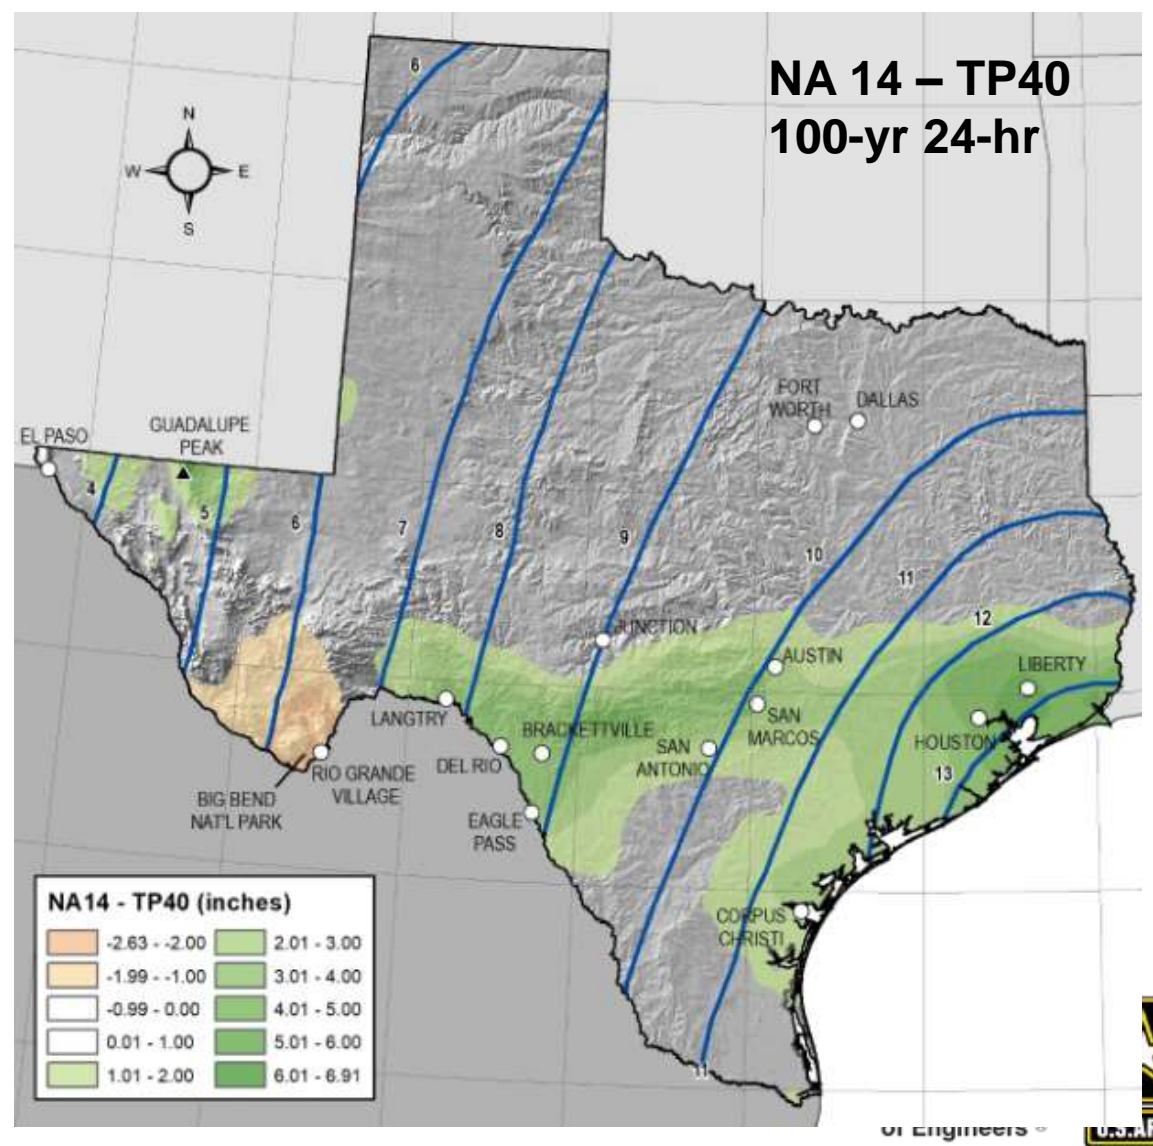 NA 14 – TP40
100-yr 24-hr
N
W
E
S
6
FORT
WORTH
DALLAS
GUADALUPE
PEAK
EL PASO
4
5
6
7
8
9
10
11
12
JUNCTION
AUSTIN
LIBERTY
LANGTRY
BRACKETTVILLE
SAN
MARCOS
HOUSTON
DEL RIO
SAN
ANTONIO
13
RIO GRANDE
VILLAGE
BIG BEND
NAT'L PARK
EAGLE
PASS
CORPUS
CHRISTI
11
NA14 - TP40 (inches)
-2.63 - -2.00
-1.99 - -1.00
-0.99 - 0.00
0.01 - 1.00
1.01 - 2.00
2.01 - 3.00
3.01 - 4.00
4.01 - 5.00
5.01 - 6.00
6.01 - 6.91
of Engineers ®